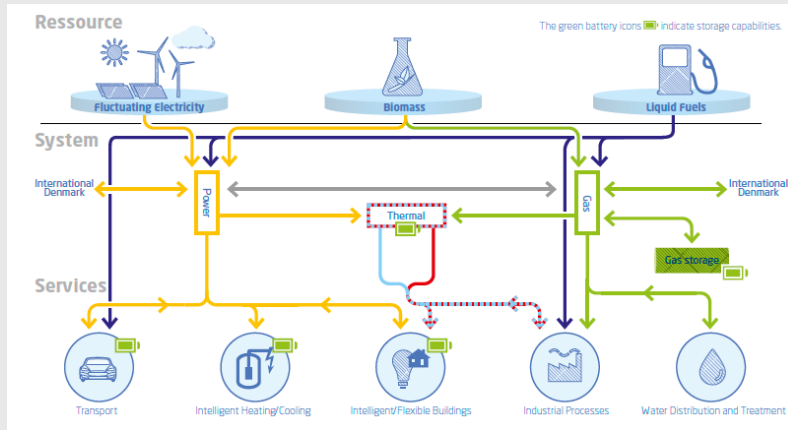 Ressource
The green battery icons indicate storage capabilities.
Fluctuating Electricity
Biomass
Liquid Fuels
System
International
Denmark
Power
Thermal
Gas
International
Denmark
Gas storage
Services
Transport
Intelligent Heating/Cooling
Intelligent/Flexible Buildings
Industrial Processes
Water Distribution and Treatment